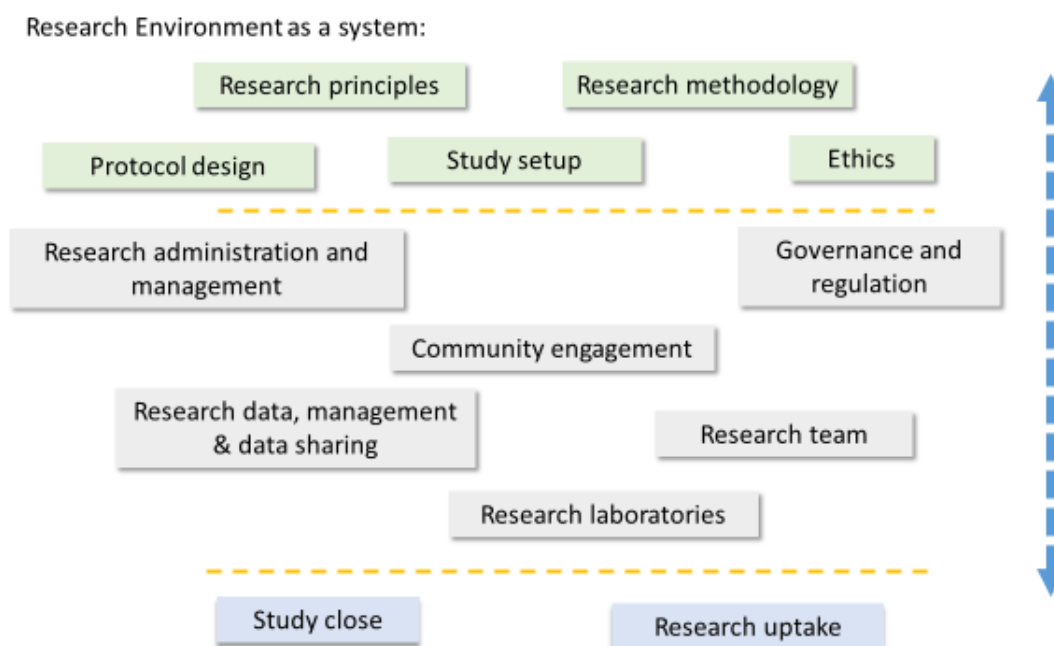 Research Environment as a system:
Research principles
Research methodology
Protocol design
Study setup
Ethics
Research administration and
management
Governance and
regulation
Community engagement
Research data, management
& data sharing
Research team
Research laboratories
Study close
Research uptake